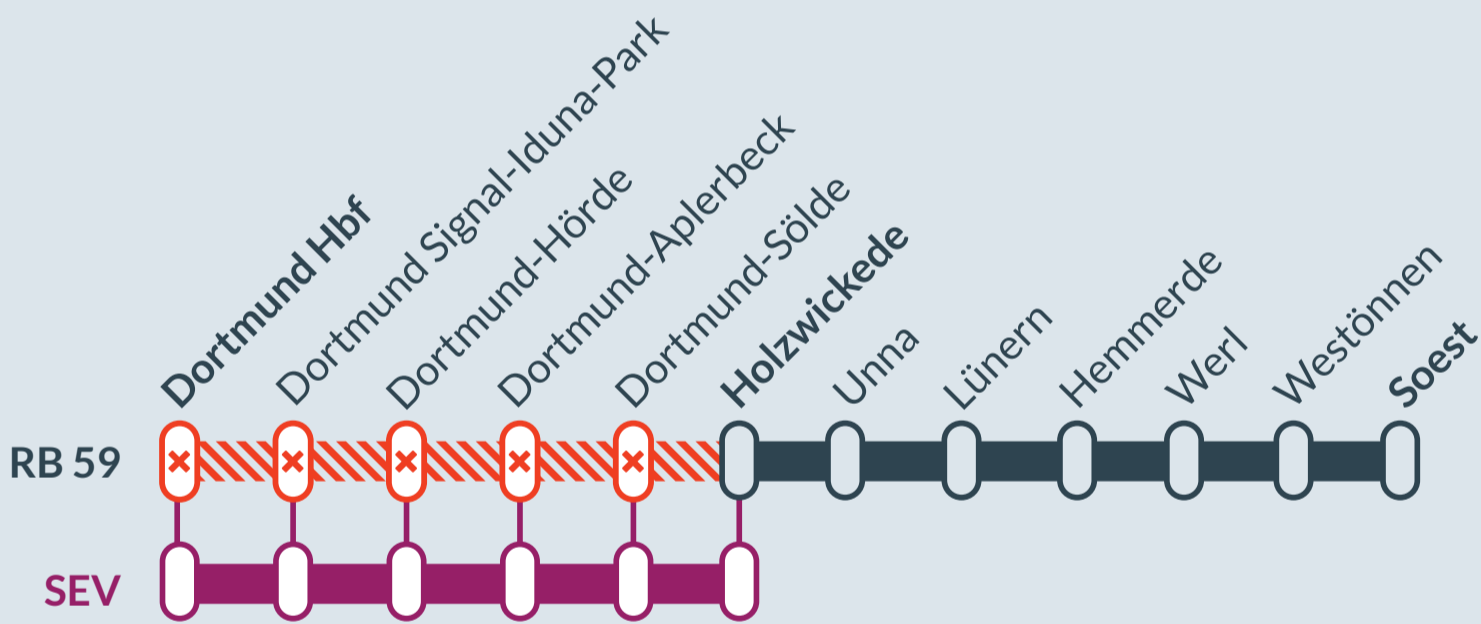 Dortmund Hbf
Dortmund Signal-Iduna-Park
Dortmund-Hörde
Dortmund-Aplerbeck
Dortmund-Sölde
Holzwickede
Unna
Lünern
Hemmerde
Werl
Westönnen
Soest
RB 59
SEV